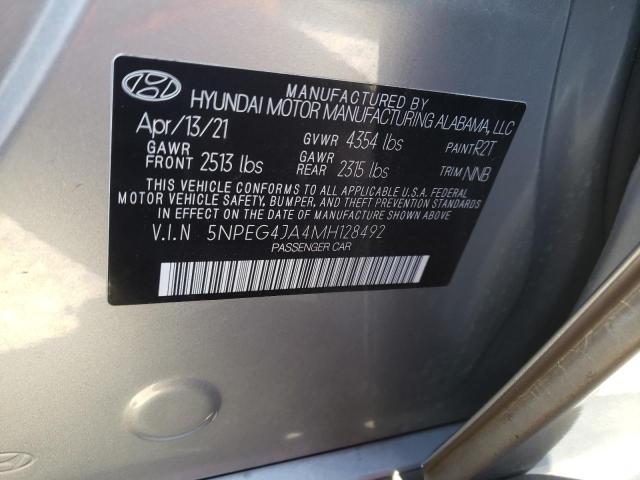 MANUFACTURED BY
HYUNDAI MOTOR MANUFACTURING ALABAMA, LLC
Apr/13/21 GVWR 4354 lbs PAINT R2T
GAWR FRONT 2513 lbs GAWR REAR 2315 lbs TRIM NNB
THIS VEHICLE CONFORMS TO ALL APPLICABLE U.S.A. FEDERAL
MOTOR VEHICLE SAFETY, BUMPER, AND THEFT PREVENTION STANDARDS
IN EFFECT ON THE DATE OF MANUFACTURE SHOWN ABOVE.
V.I.N 5NPEG4JA4MH128492
PASSENGER CAR